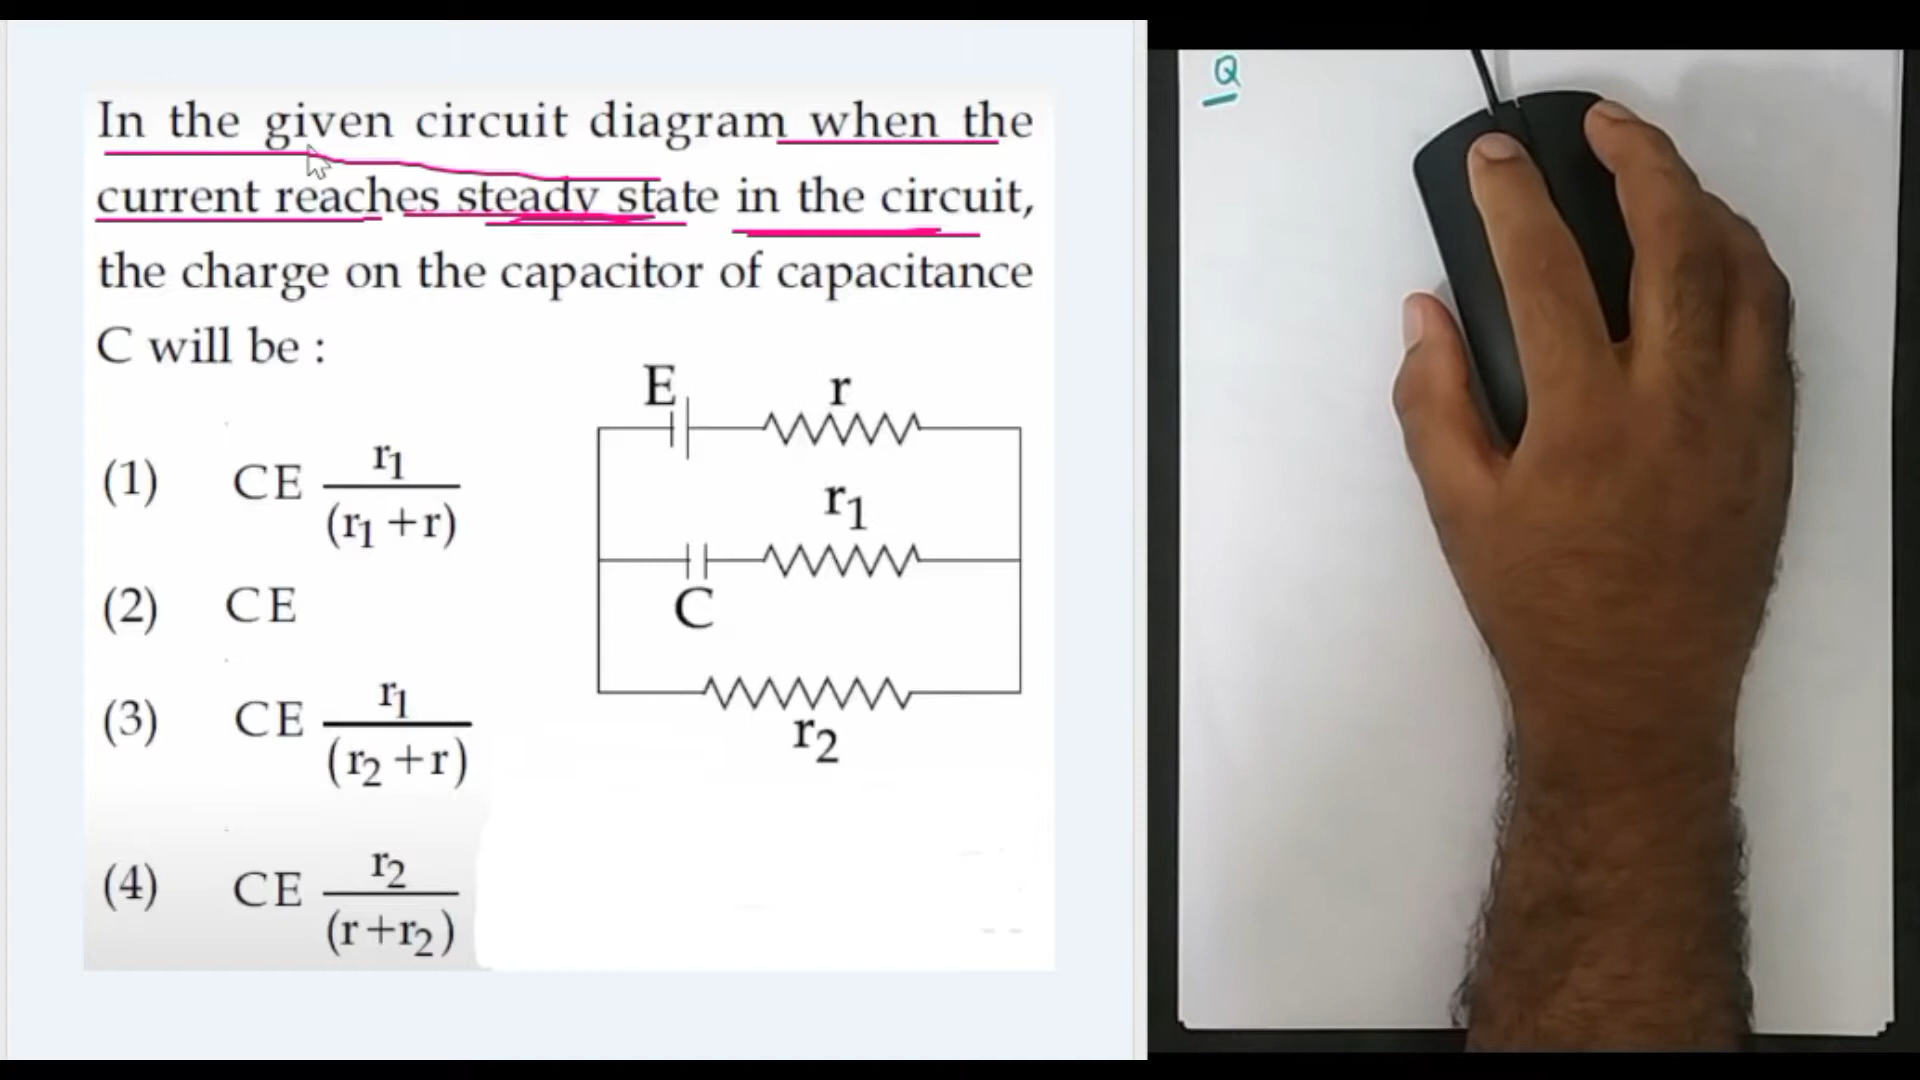 In the given circuit diagram when the
current reaches steady state in the circuit,
the charge on the capacitor of capacitance
C will be :
(1) CE r₁/(r₁+r)
(2) CE
(3) CE r₁/(r₂+r)
(4) CE r₂/(r+r₂)
E
r
r₁
C
r₂
Q